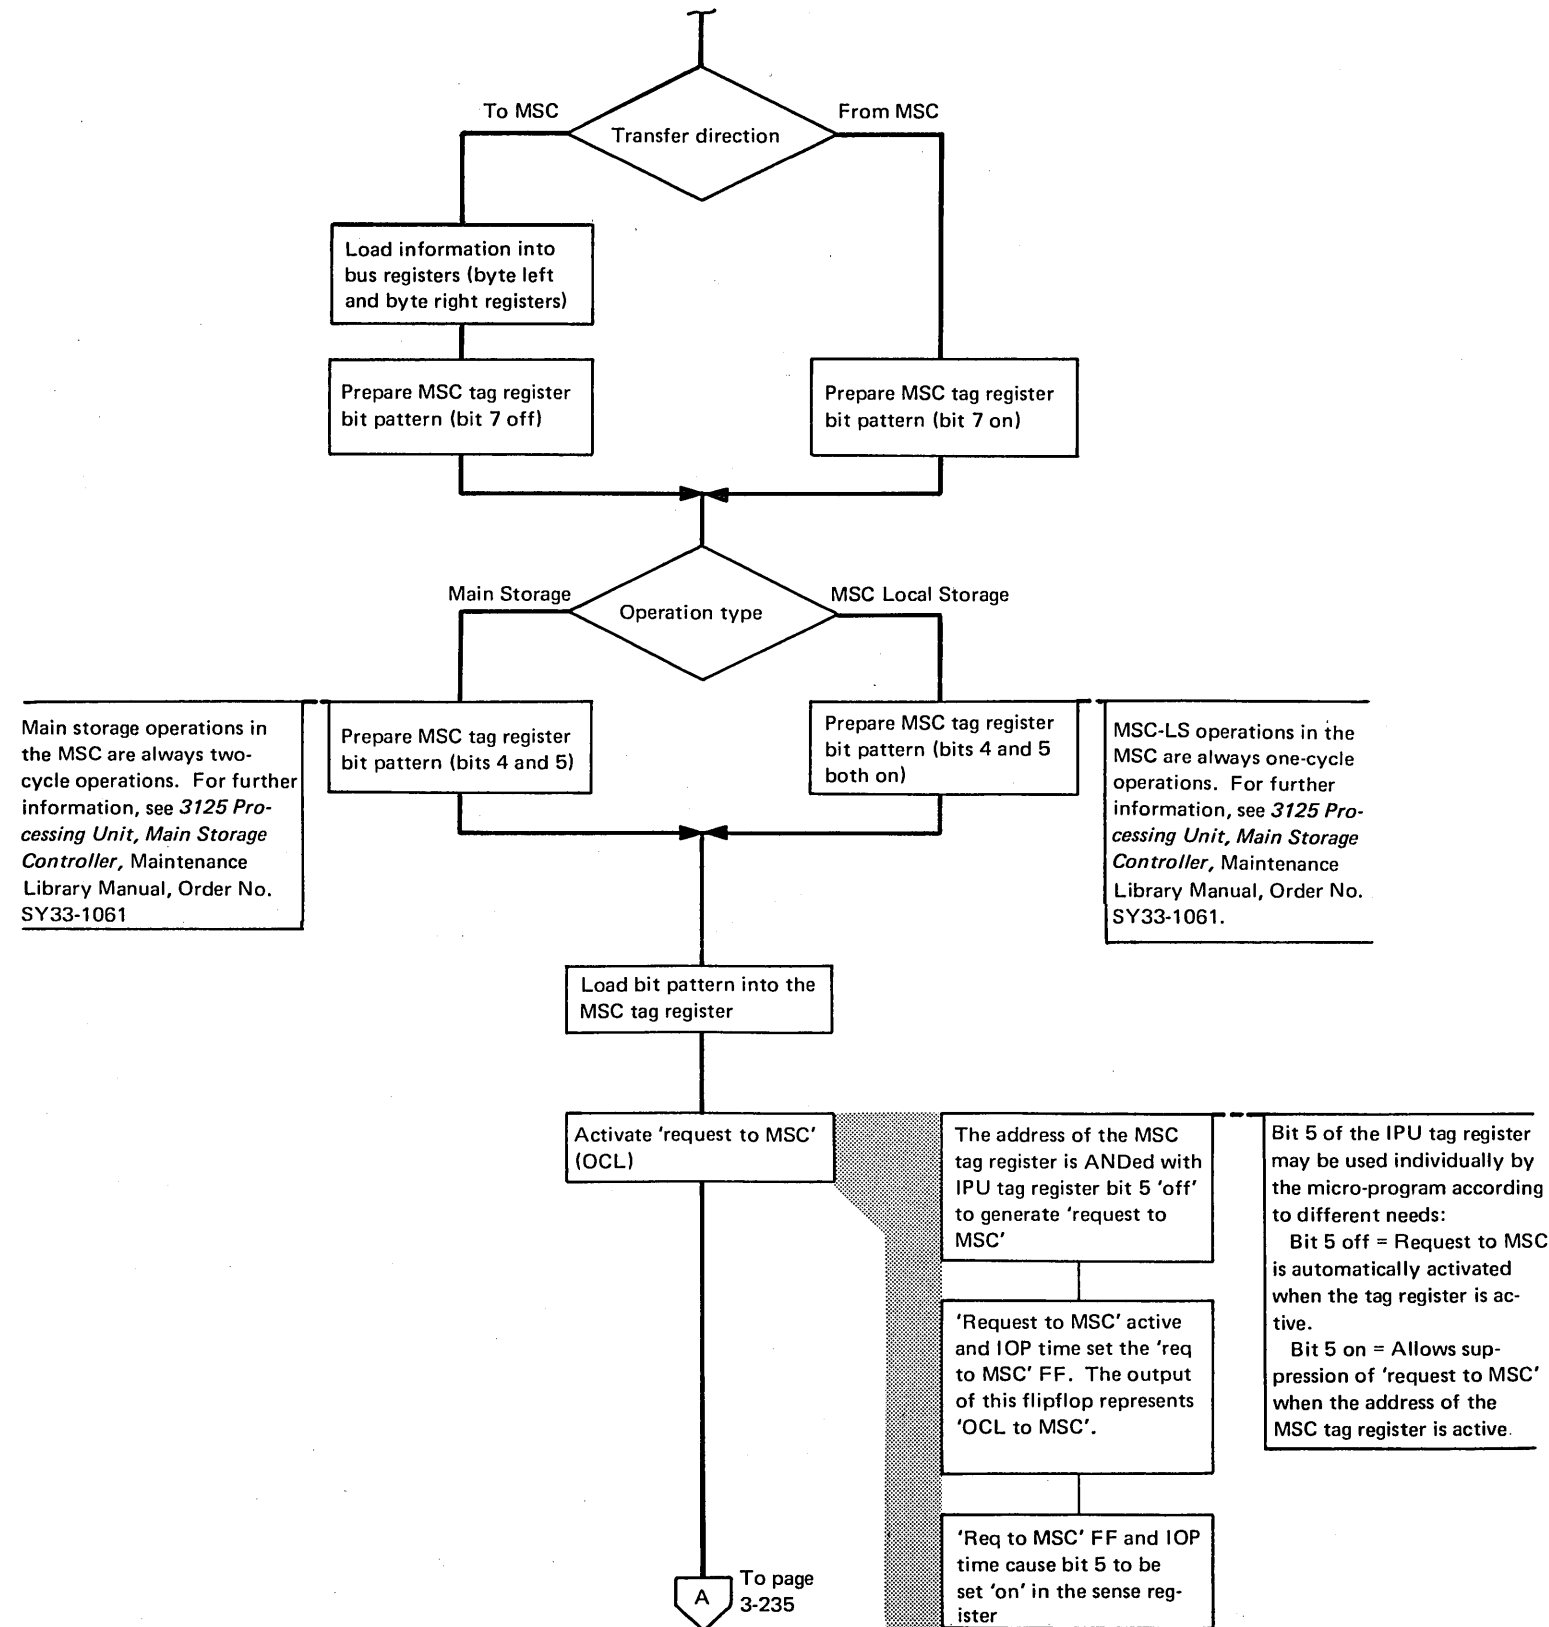 To MSC
From MSC
Transfer direction
Load information into
bus registers (byte left
and byte right registers)
Prepare MSC tag register
bit pattern (bit 7 off)
Prepare MSC tag register
bit pattern (bit 7 on)
Main Storage
MSC Local Storage
Operation type
Main storage operations in
the MSC are always two-
cycle operations. For further
information, see 3125 Pro-
cessing Unit, Main Storage
Controller, Maintenance
Library Manual, Order No.
SY33-1061
Prepare MSC tag register
bit pattern (bits 4 and 5)
Prepare MSC tag register
bit pattern (bits 4 and 5
both on)
MSC-LS operations in the
MSC are always one-cycle
operations. For further
information, see 3125 Pro-
cessing Unit, Main Storage
Controller, Maintenance
Library Manual, Order No.
SY33-1061.
Load bit pattern into the
MSC tag register
Activate 'request to MSC'
(OCL)
The address of the MSC
tag register is ANDed with
IPU tag register bit 5 'off'
to generate 'request to
MSC'
Bit 5 of the IPU tag register
may be used individually by
the micro-program according
to different needs:
Bit 5 off = Request to MSC
is automatically activated
when the tag register is ac-
tive.
Bit 5 on = Allows sup-
pression of 'request to MSC'
when the address of the
MSC tag register is active.
'Request to MSC' active
and IOP time set the 'req
to MSC' FF. The output
of this flipflop represents
'OCL to MSC'.
'Req to MSC' FF and IOP
time cause bit 5 to be
set 'on' in the sense reg-
ister
A
To page
3-235